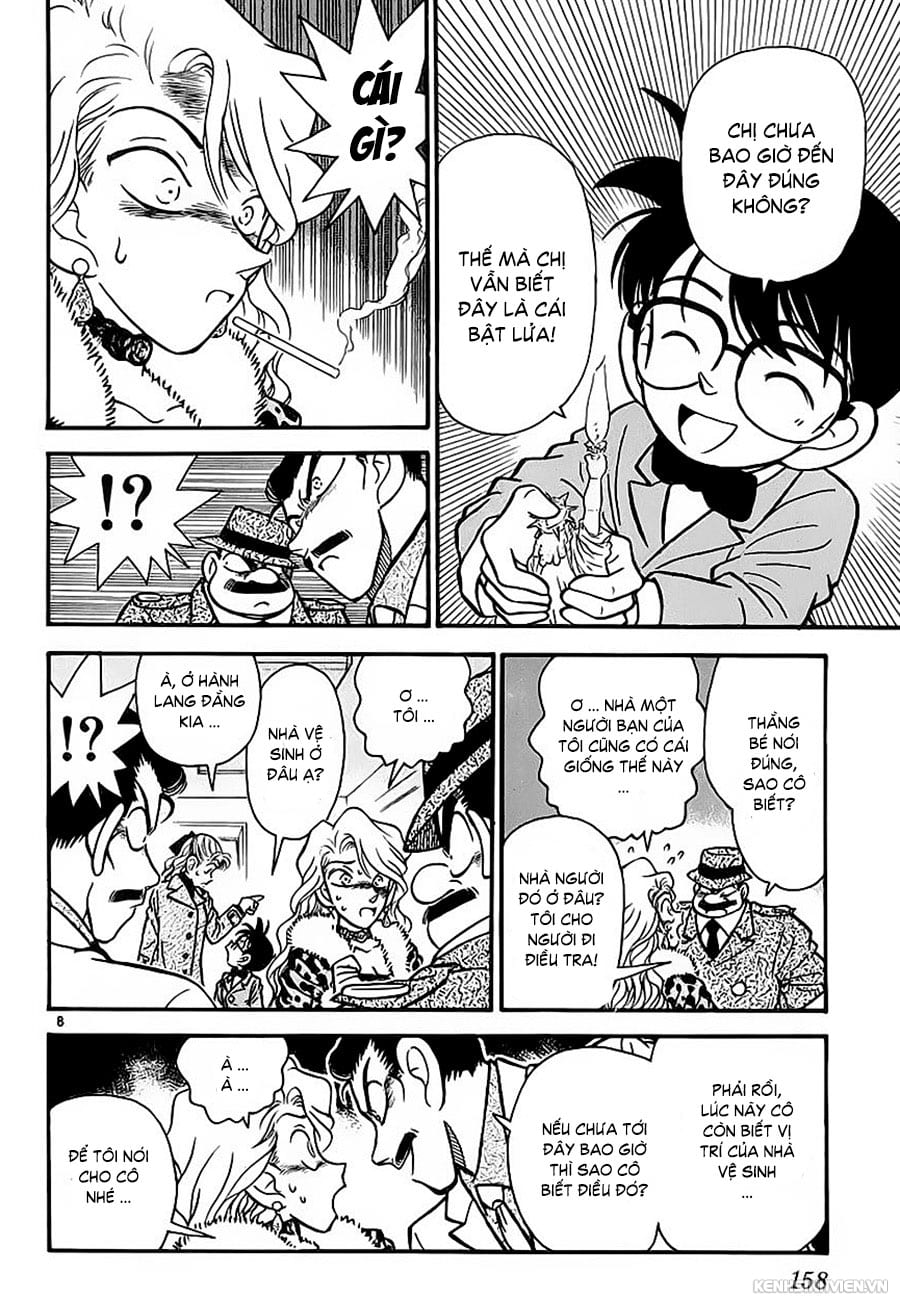 CHỊ CHƯA
BAO GIỜ ĐẾN
ĐÂY ĐÚNG
KHÔNG?
THẾ MÀ CHỊ
VẪN BIẾT
ĐÂY LÀ CÁI
BẬT LỬA!
CÁI
GÌ?
!?
THẰNG
BÉ NÓI
ĐÚNG,
SAO CÔ
BIẾT?
Ơ ... NHÀ MỘT
NGƯỜI BẠN CỦA
TÔI CŨNG CÓ CÁI
GIỐNG THẾ NÀY
...
NHÀ NGƯỜI
ĐÓ Ở ĐÂU?
TÔI CHO
NGƯỜI ĐI
ĐIỀU TRA!
Ơ ...
TÔI ...
NHÀ VỆ
SINH Ở
ĐÂU Ạ?
À, Ở HÀNH
LANG ĐẰNG
KIA ...
!?
8
PHẢI RỒI,
LÚC NÀY CÔ
CÒN BIẾT VỊ
TRÍ CỦA NHÀ
VỆ SINH
...
NẾU CHƯA TỚI
ĐÂY BAO GIỜ
THÌ SAO CÔ
BIẾT ĐIỀU ĐÓ?
À ...
À ...
ĐỂ TÔI NÓI
CHO CÔ
NHÉ ...
158
KENHSINHVIEN.VN